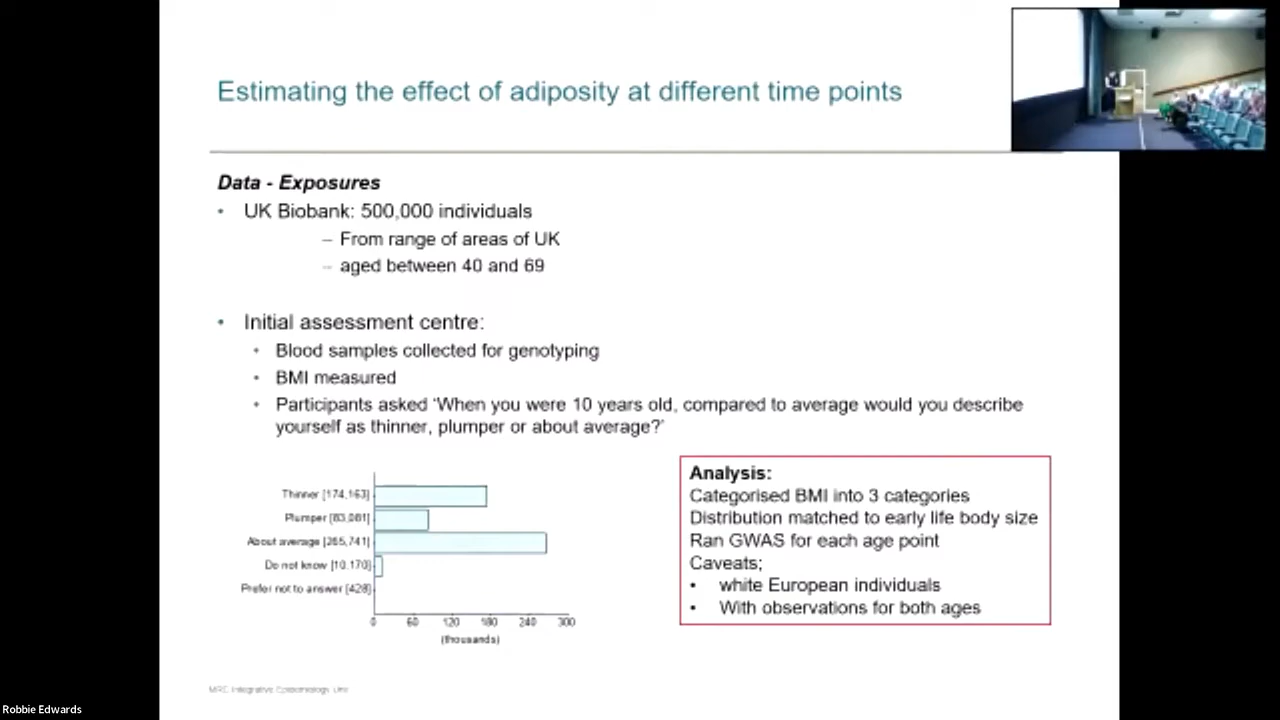 Estimating the effect of adiposity at different time points
Data - Exposures
• UK Biobank: 500,000 individuals
– From range of areas of UK
– aged between 40 and 69
• Initial assessment centre:
• Blood samples collected for genotyping
• BMI measured
• Participants asked ‘When you were 10 years old, compared to average would you describe
yourself as thinner, plumper or about average?’
Thinner [174,163]
Plumper [83,081]
About average [265,741]
Do not know [10,170]
Prefer not to answer [428]
0 60 120 180 240 300
(thousands)
Analysis:
Categorised BMI into 3 categories
Distribution matched to early life body size
Ran GWAS for each age point
Caveats;
• white European individuals
• With observations for both ages
MRC Integrative Epidemiology Unit
Robbie Edwards